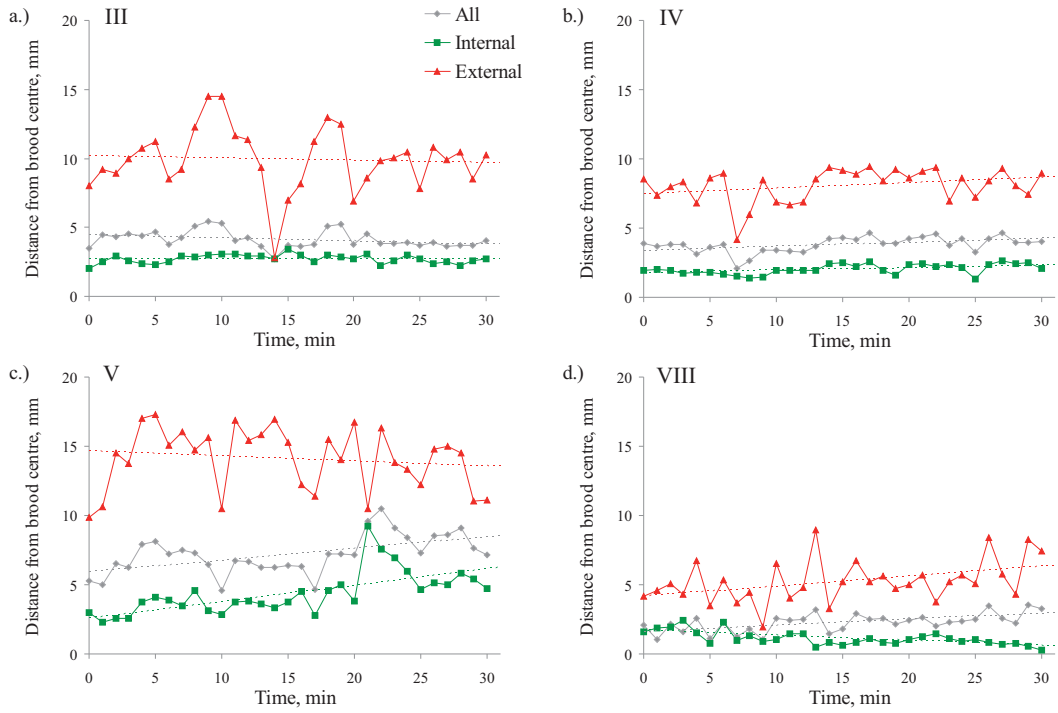 a.)
III
20
15
10
5
0
0 5 10 15 20 25 30
Distance from brood centre, mm
Time, min
All
Internal
External
b.)
IV
20
15
10
5
0
0 5 10 15 20 25 30
Distance from brood centre, mm
Time, min
c.)
V
20
15
10
5
0
0 5 10 15 20 25 30
Distance from brood centre, mm
Time, min
d.)
VIII
20
15
10
5
0
0 5 10 15 20 25 30
Distance from brood centre, mm
Time, min